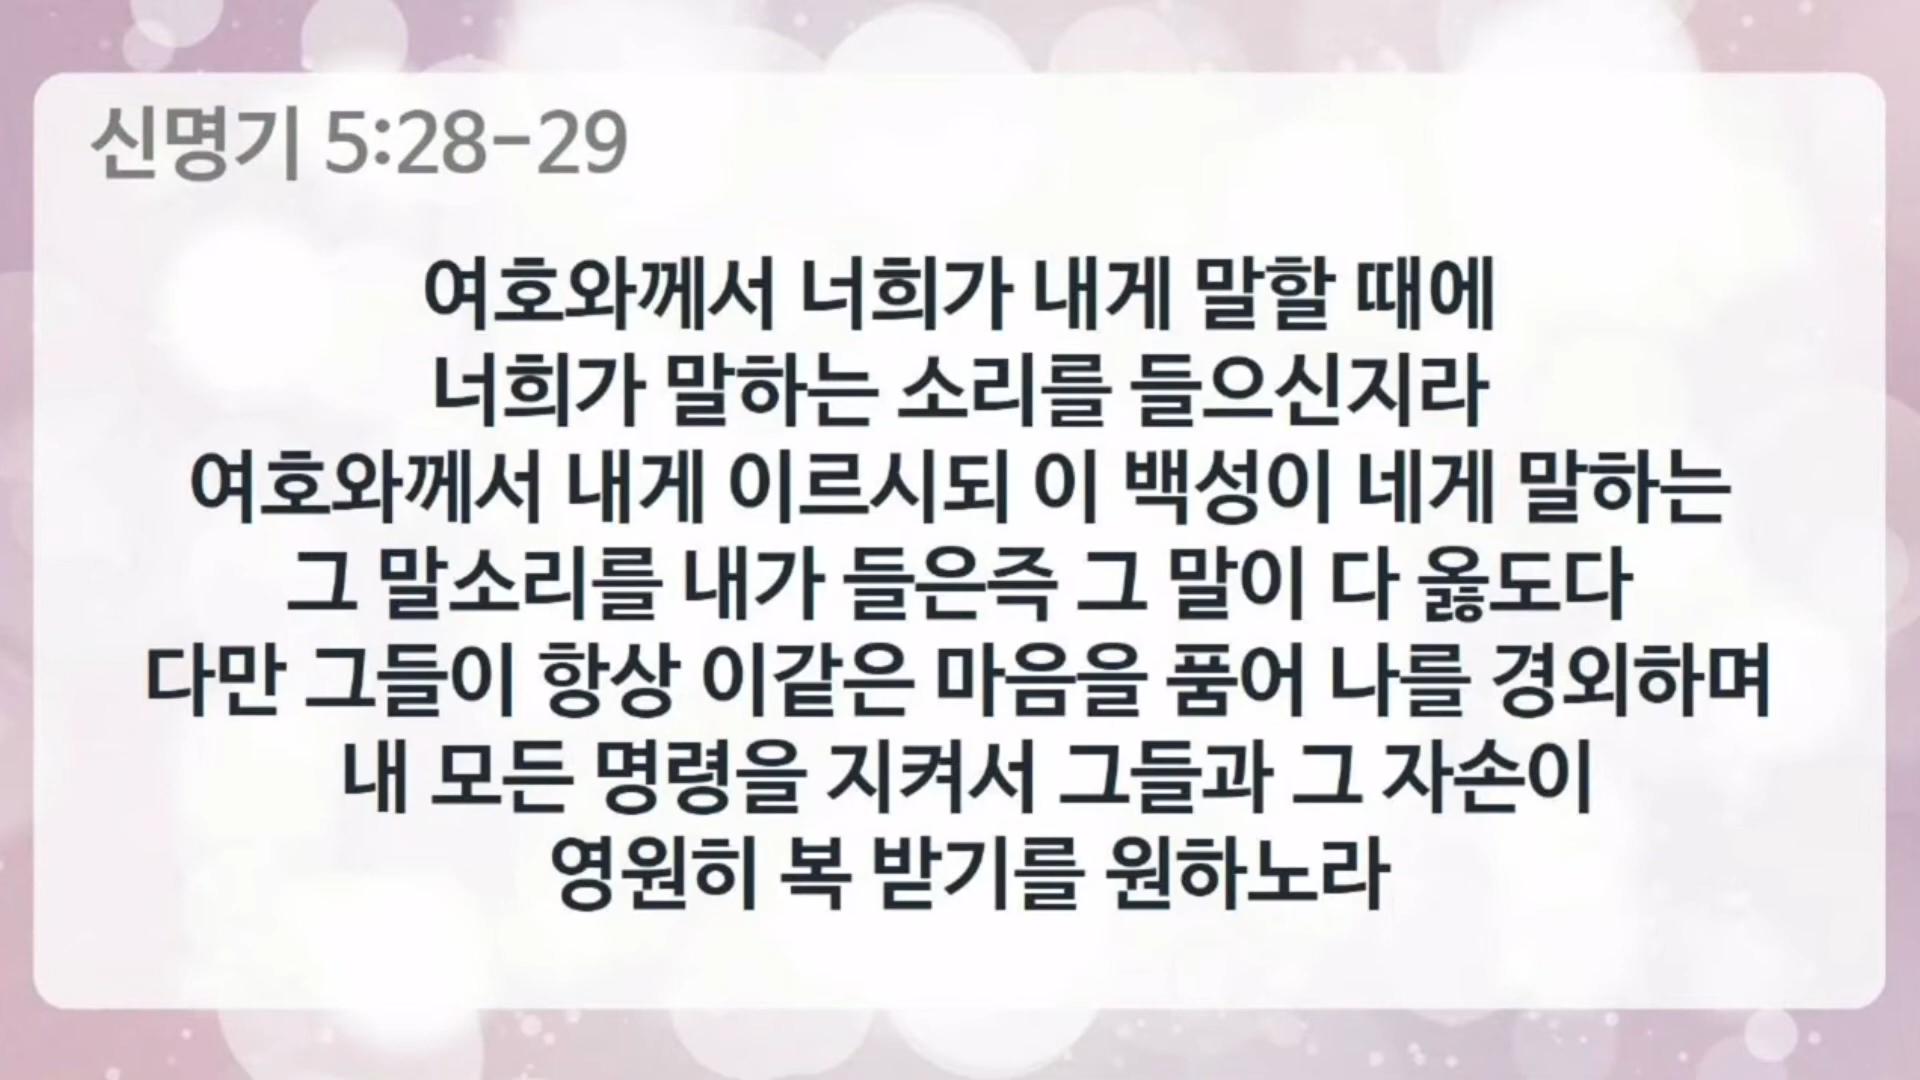 신명기 5:28-29
여호와께서 너희가 내게 말할 때에
너희가 말하는 소리를 들으신지라
여호와께서 내게 이르시되 이 백성이 네게 말하는
그 말소리를 내가 들은즉 그 말이 다 옳도다
다만 그들이 항상 이같은 마음을 품어 나를 경외하며
내 모든 명령을 지켜서 그들과 그 자손이
영원히 복 받기를 원하노라